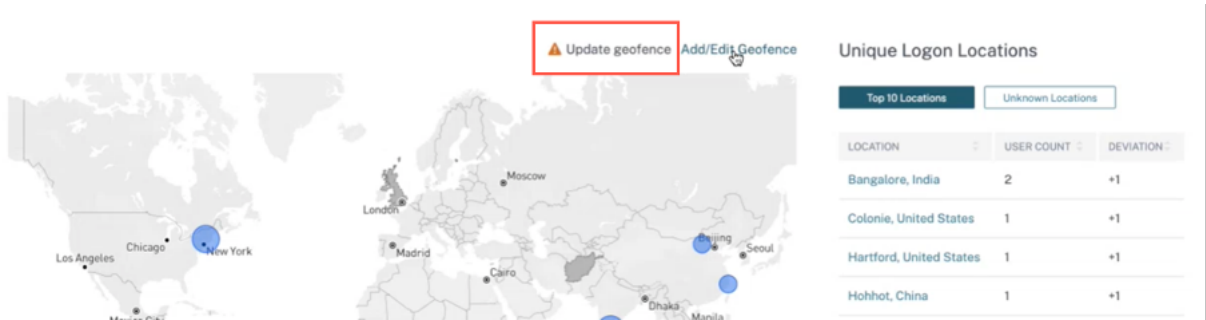 Update geofence Add/Edit Geofence
Unique Logon Locations
Top 10 Locations Unknown Locations
LOCATION USER COUNT DEVIATION
Bangalore, India 2 +1
Colonie, United States 1 +1
Hartford, United States 1 +1
Hohhot, China 1 +1
Moscow
London
Chicago
New York
Los Angeles
Madrid
Beijing
Seoul
Cairo
Dhaka
Mexico City
Manila